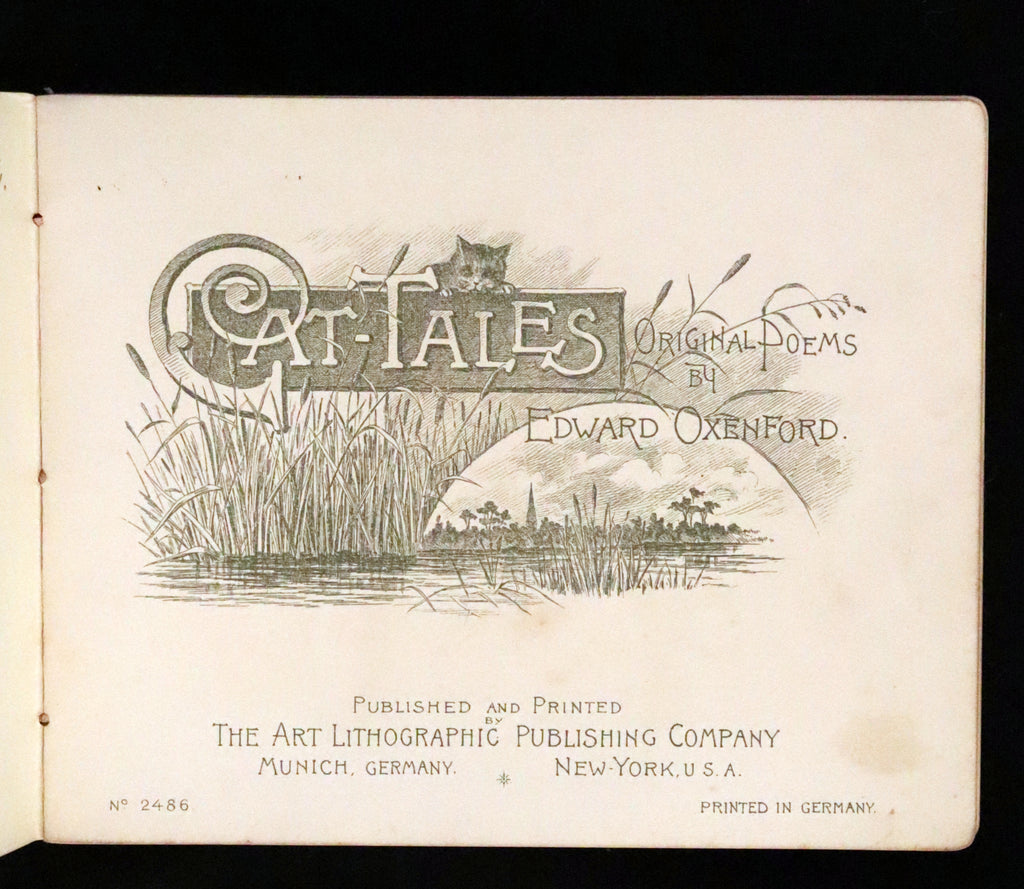 Cat-Tales
Original Poems
by
Edward Oxenford.
Published and Printed
by
The Art Lithographic Publishing Company
Munich, Germany. New-York, U.S.A.
No 2486
Printed in Germany.